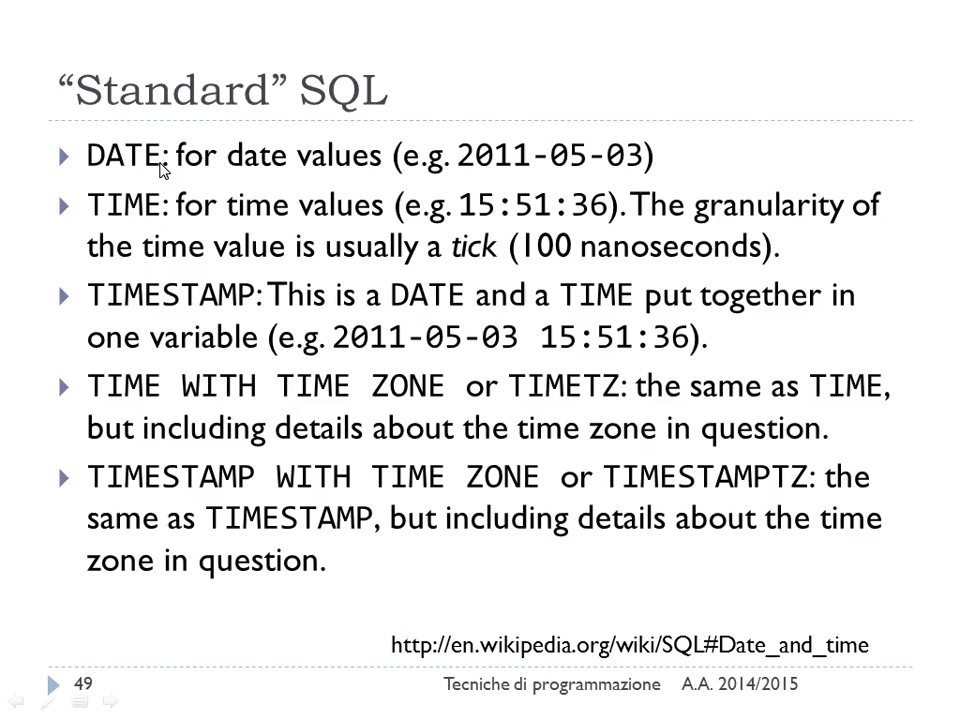 “Standard” SQL
DATE: for date values (e.g. 2011-05-03)
TIME: for time values (e.g. 15:51:36). The granularity of
the time value is usually a tick (100 nanoseconds).
TIMESTAMP: This is a DATE and a TIME put together in
one variable (e.g. 2011-05-03 15:51:36).
TIME WITH TIME ZONE or TIMETZ: the same as TIME,
but including details about the time zone in question.
TIMESTAMP WITH TIME ZONE or TIMESTAMPTZ: the
same as TIMESTAMP, but including details about the time
zone in question.
http://en.wikipedia.org/wiki/SQL#Date_and_time
49 Tecniche di programmazione A.A. 2014/2015